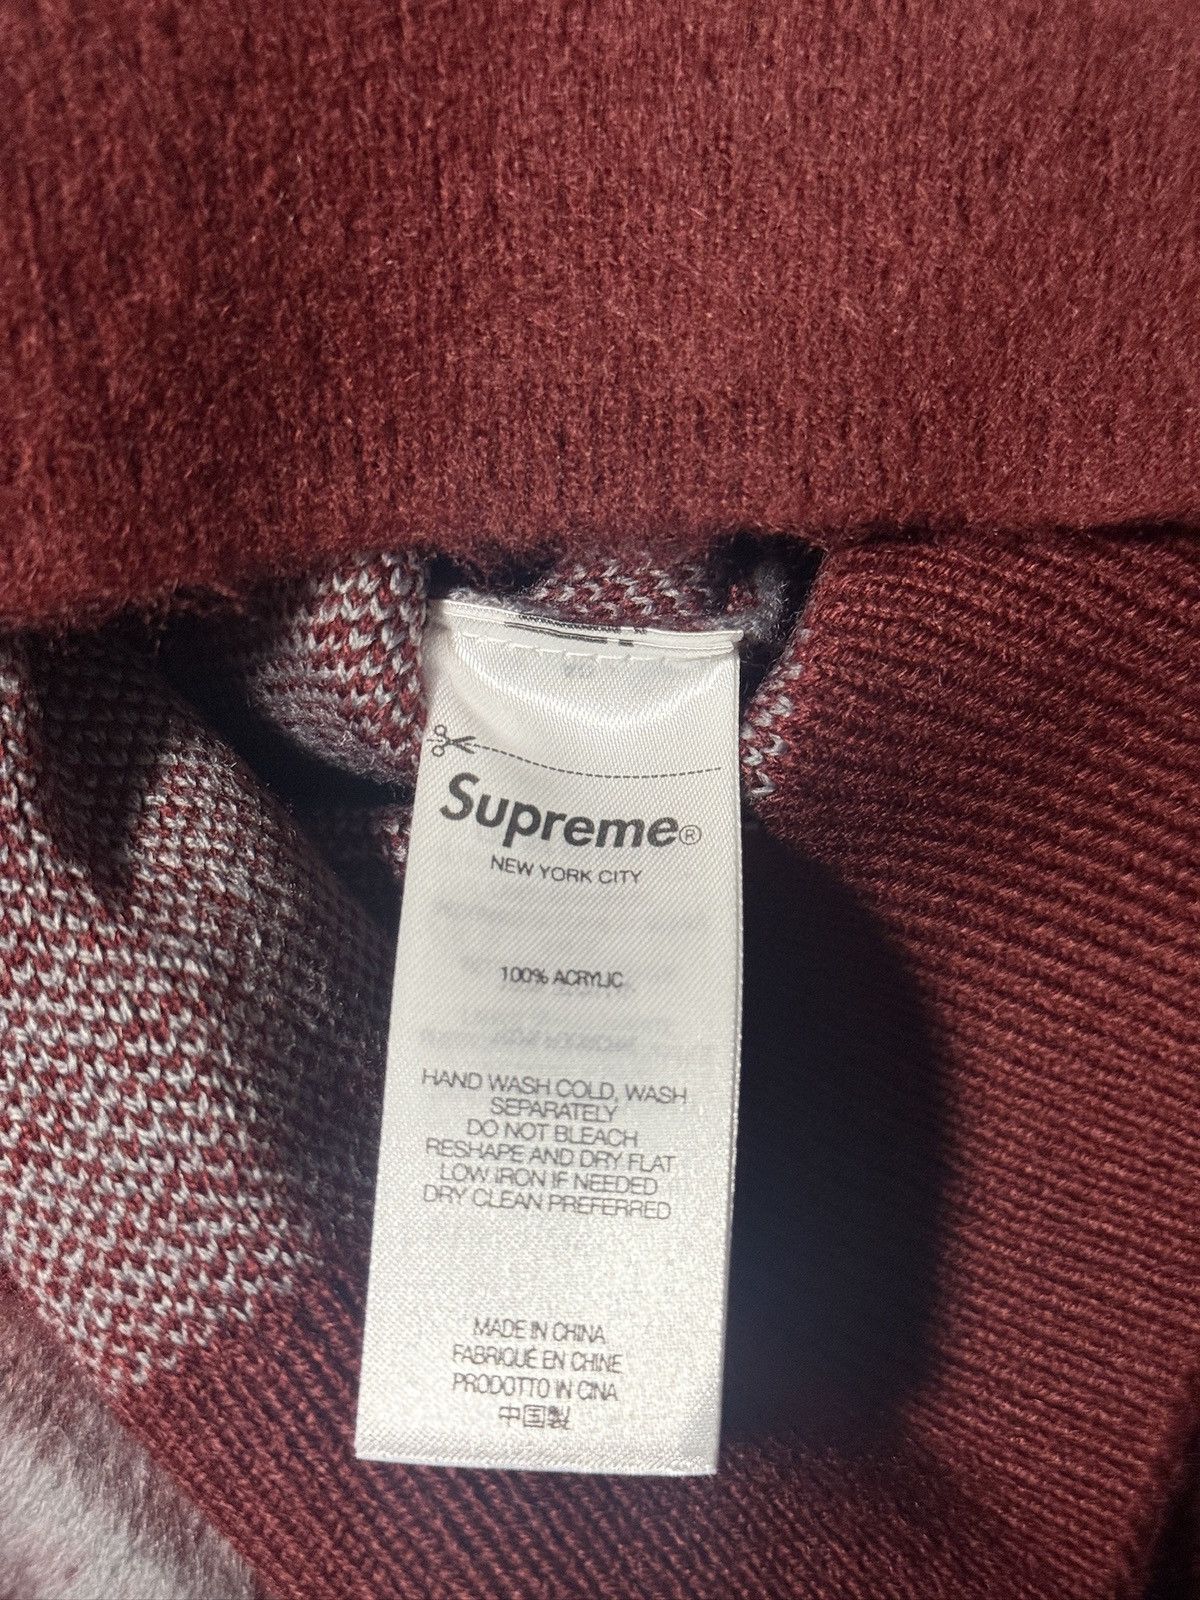 Supreme®
NEW YORK CITY
100% ACRYLIC
HAND WASH COLD, WASH
SEPARATELY
DO NOT BLEACH
RESHAPE AND DRY FLAT
LOW IRON IF NEEDED
DRY CLEAN PREFERRED
MADE IN CHINA
FABRIQUÉ EN CHINE
PRODOTTO IN CINA
中国製